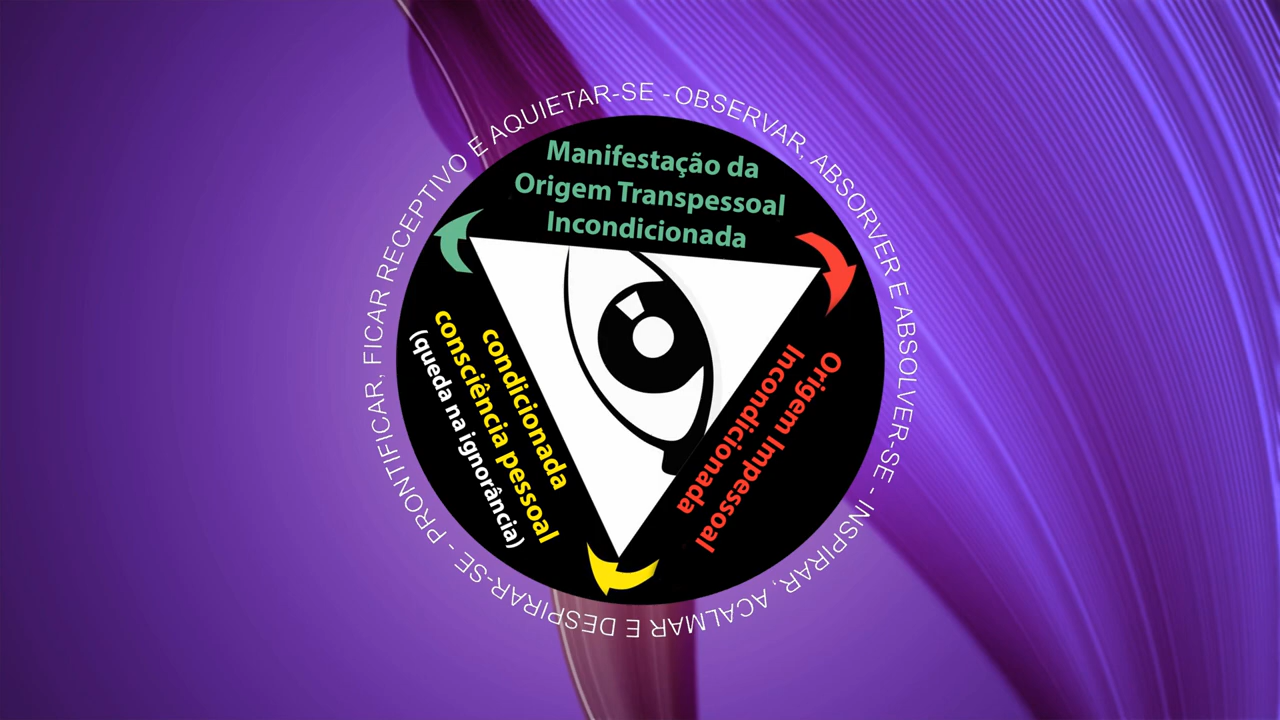 PRONTIFICAR, FICAR RECEPTIVO E AQUIETAR-SE - OBSERVAR, ABSORVER E ABSOLVER-SE - INSPIRAR, ACALMAR E DESPIRAR-SE -
Manifestação da
Origem Transpessoal
Incondicionada
Origem Impessoal
Incondicionada
condicionada
consciência pessoal
(queda na ignorância)